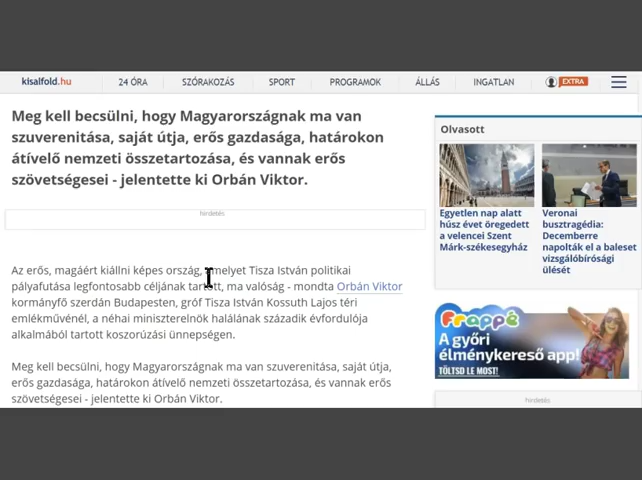 kisalfold.hu
24 ÓRA
SZÓRAKOZÁS
SPORT
PROGRAMOK
ÁLLÁS
INGATLAN
EXTRA
Meg kell becsülni, hogy Magyarországnak ma van
szuverenitása, saját útja, erős gazdasága, határokon
átívelő nemzeti összetartozása, és vannak erős
szövetségesei - jelentette ki Orbán Viktor.
hirdetés
Az erős, magáért kiállni képes ország, amelyet Tisza István politikai
pályafutása legfontosabb céljának tartott, ma valóság - mondta Orbán Viktor
kormányfő szerdán Budapesten, gróf Tisza István Kossuth Lajos téri
emlékművénél, a néhai miniszterelnök halálának századik évfordulója
alkalmából tartott koszorúzási ünnepségen.
Meg kell becsülni, hogy Magyarországnak ma van szuverenitása, saját útja,
erős gazdasága, határokon átívelő nemzeti összetartozása, és vannak erős
szövetségesei - jelentette ki Orbán Viktor.
Olvasott
Egyetlen nap alatt
húsz évet öregedett
a velencei Szent
Márk-székesegyház
Veronai
busztragédia:
Decemberre
napolták el a baleset
vizsgálóbírósági
ülését
Frappé
A győri
élménykereső app!
TÖLTSD LE MOST!
hirdetés